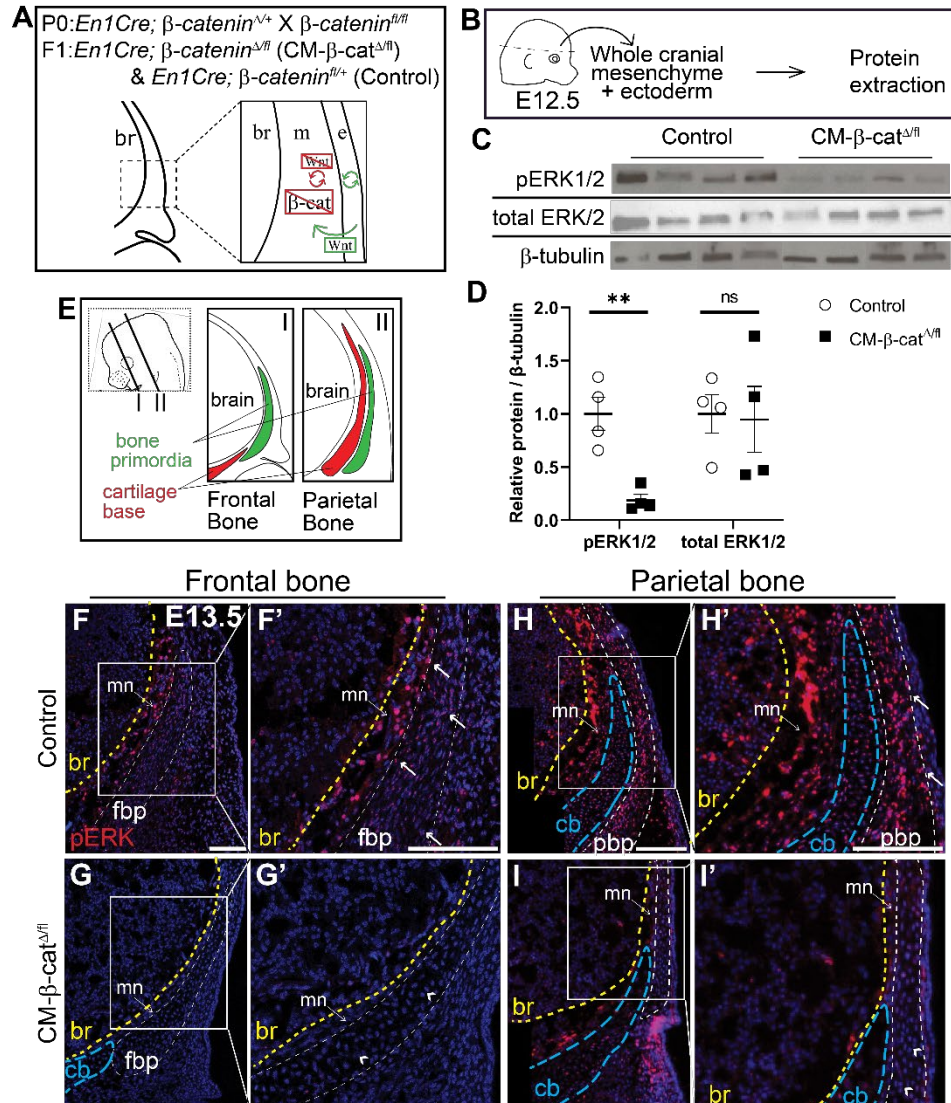 A
P0:En1Cre; β-catenin^Δ/+ X β-catenin^fl/fl
F1:En1Cre; β-catenin^Δ/fl (CM-β-cat^Δ/fl)
& En1Cre; β-catenin^fl/+ (Control)
br
br m e
Wnt
β-cat
Wnt
B
E12.5
Whole cranial
mesenchyme
+ ectoderm
Protein
extraction
C
Control CM-β-cat^Δ/fl
pERK1/2
total ERK/2
β-tubulin
D
Relative protein / β-tubulin
2.0
1.5
1.0
0.5
0.0
** ns
pERK1/2 total ERK1/2
Control
CM-β-cat^Δ/fl
E
I II
I II
brain brain
bone
primordia
cartilage
base
Frontal
Bone
Parietal
Bone
Frontal bone Parietal bone
Control
F E13.5
mn
br
fbp
pERK
F'
mn
br
fbp
H
mn
br
cb
pbp
H'
mn
br
cb
pbp
CM-β-cat^Δ/fl
G
mn
br
cb
fbp
G'
mn
br
I
mn
br
cb
I'
mn
br
cb